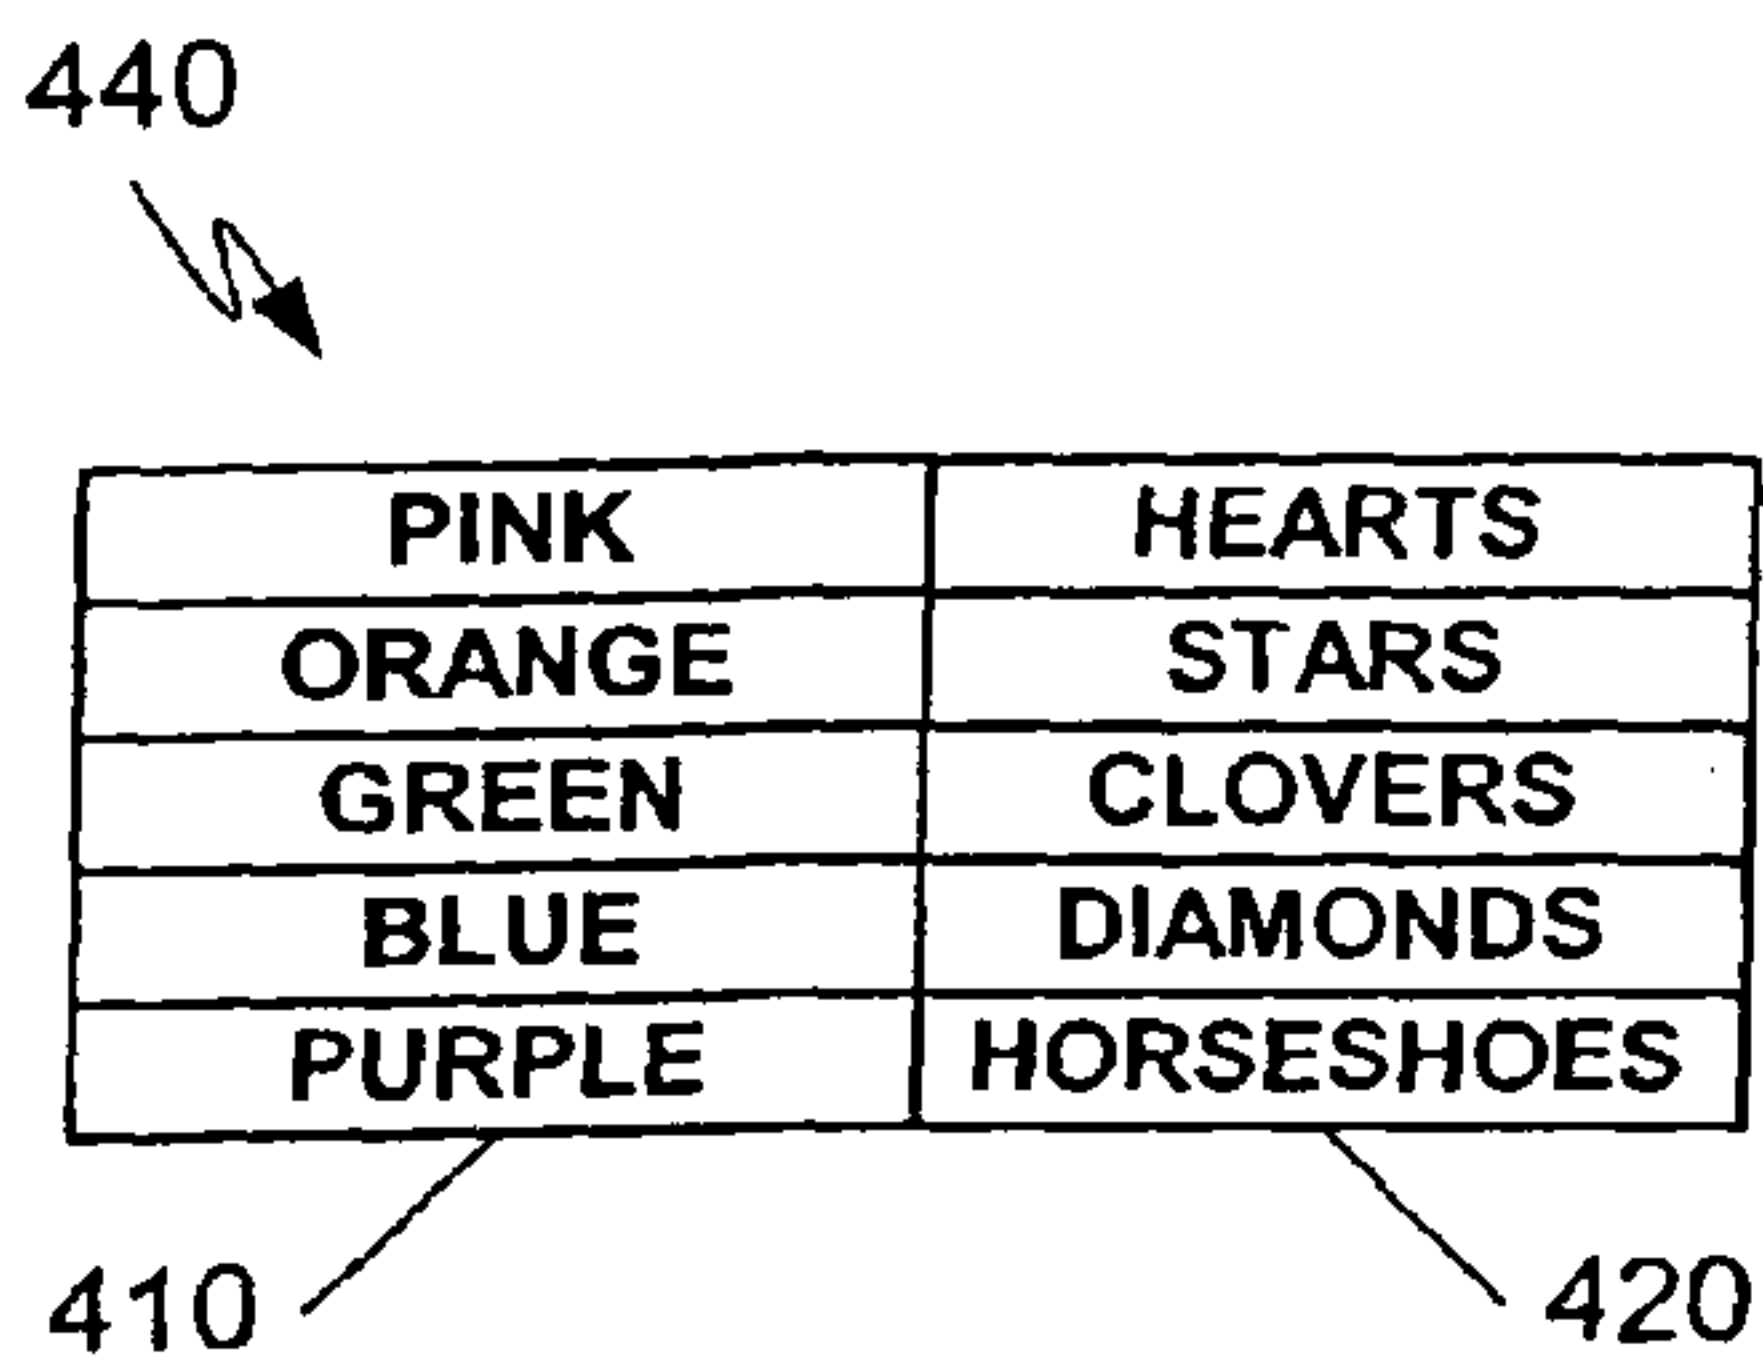 440
PINK HEARTS
ORANGE STARS
GREEN CLOVERS
BLUE DIAMONDS
PURPLE HORSESHOES
410 420